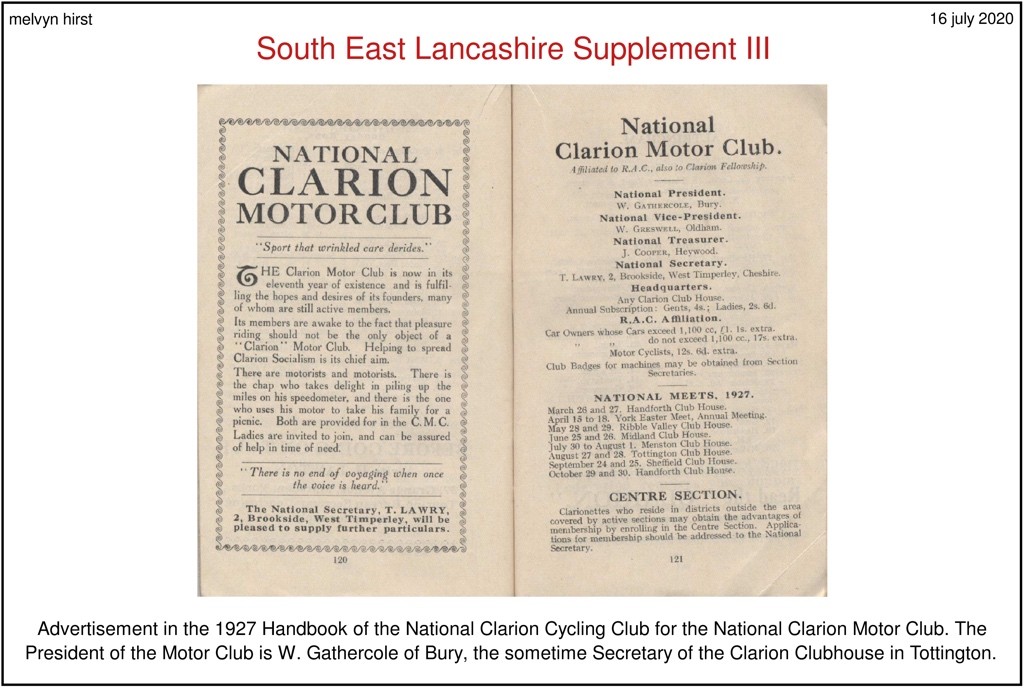 melvyn hirst
16 july 2020
South East Lancashire Supplement III
NATIONAL
CLARION
MOTOR CLUB
"Sport that wrinkled care derides."
THE Clarion Motor Club is now in its
eleventh year of existence and is fulfil-
ling the hopes and desires of its founders, many
of whom are still active members.
Its members are awake to the fact that pleasure
riding should not be the only object of a
"Clarion" Motor Club. Helping to spread
Clarion Socialism is its chief aim.
There are motorists and motorists. There is
the chap who takes delight in piling up the
miles on his speedometer, and there is the one
who uses his motor to take his family for a
picnic. Both are provided for in the C.M.C.
Ladies are invited to join, and can be assured
of help in time of need.
"There is no end of voyaging when once
the voice is heard."
The National Secretary, T. LAWRY,
2, Brookside, West Timperley, will be
pleased to supply further particulars.
120
National
Clarion Motor Club.
Affiliated to R.A.C., also to Clarion Fellowship.
National President.
W. GATHERCOLE, Bury.
National Vice-President.
W. GRESWELL, Oldham.
National Treasurer.
J. COOPER, Heywood.
National Secretary.
T. LAWRY, 2, Brookside, West Timperley, Cheshire.
Headquarters.
Any Clarion Club House.
Annual Subscription: Gents, 4s.; Ladies, 2s. 6d.
R.A.C. Affiliation.
Car Owners whose Cars exceed 1,100 cc, £1. 1s. extra.
" " do not exceed 1,100 cc., 17s. extra.
Motor Cyclists, 12s. 6d. extra.
Club Badges for machines may be obtained from Section
Secretaries.
NATIONAL MEETS, 1927.
March 26 and 27. Handforth Club House.
April 15 to 18. York Easter Meet, Annual Meeting.
May 28 and 29. Ribble Valley Club House.
June 25 and 26. Midland Club House.
July 30 to August 1. Menston Club House.
August 27 and 28. Tottington Club House.
September 24 and 25. Sheffield Club House.
October 29 and 30. Handforth Club House.
CENTRE SECTION.
Clarionettes who reside in districts outside the area
covered by active sections may obtain the advantages of
membership by enrolling in the Centre Section. Applica-
tions for membership should be addressed to the National
Secretary.
121
Advertisement in the 1927 Handbook of the National Clarion Cycling Club for the National Clarion Motor Club. The
President of the Motor Club is W. Gathercole of Bury, the sometime Secretary of the Clarion Clubhouse in Tottington.